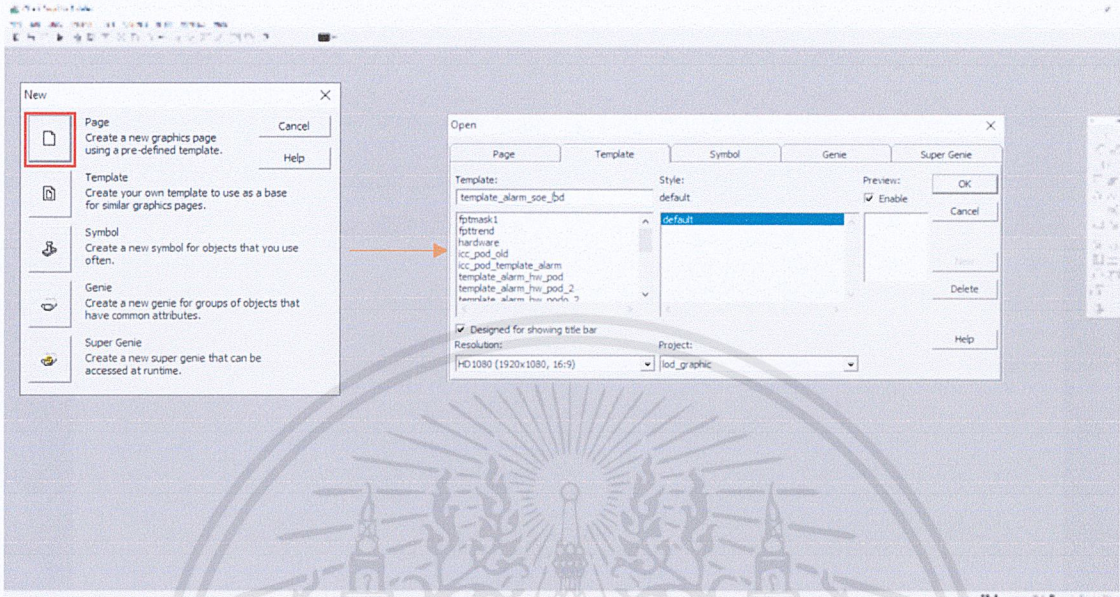 New
Page
Create a new graphics page
using a pre-defined template.
Cancel
Help
Template
Create your own template to use as a base
for similar graphics pages.
Symbol
Create a new symbol for objects that you use
often.
Genie
Create a new genie for groups of objects that
have common attributes.
Super Genie
Create a new super genie that can be
accessed at runtime.
Open
Page Template Symbol Genie Super Genie
Template: Style: Preview:
template_alarm_soe_fpd default Enable OK
Cancel
fptmask1 default
fpttrend
hardware
icc_pod_old
icc_pod_template_alarm
template_alarm_hw_pod
template_alarm_hw_pod_2
template_alarm_hw_podo_2
New
Delete
Designed for showing title bar
Help
Resolution: Project:
HD1080 (1920x1080, 16:9) lod_graphic